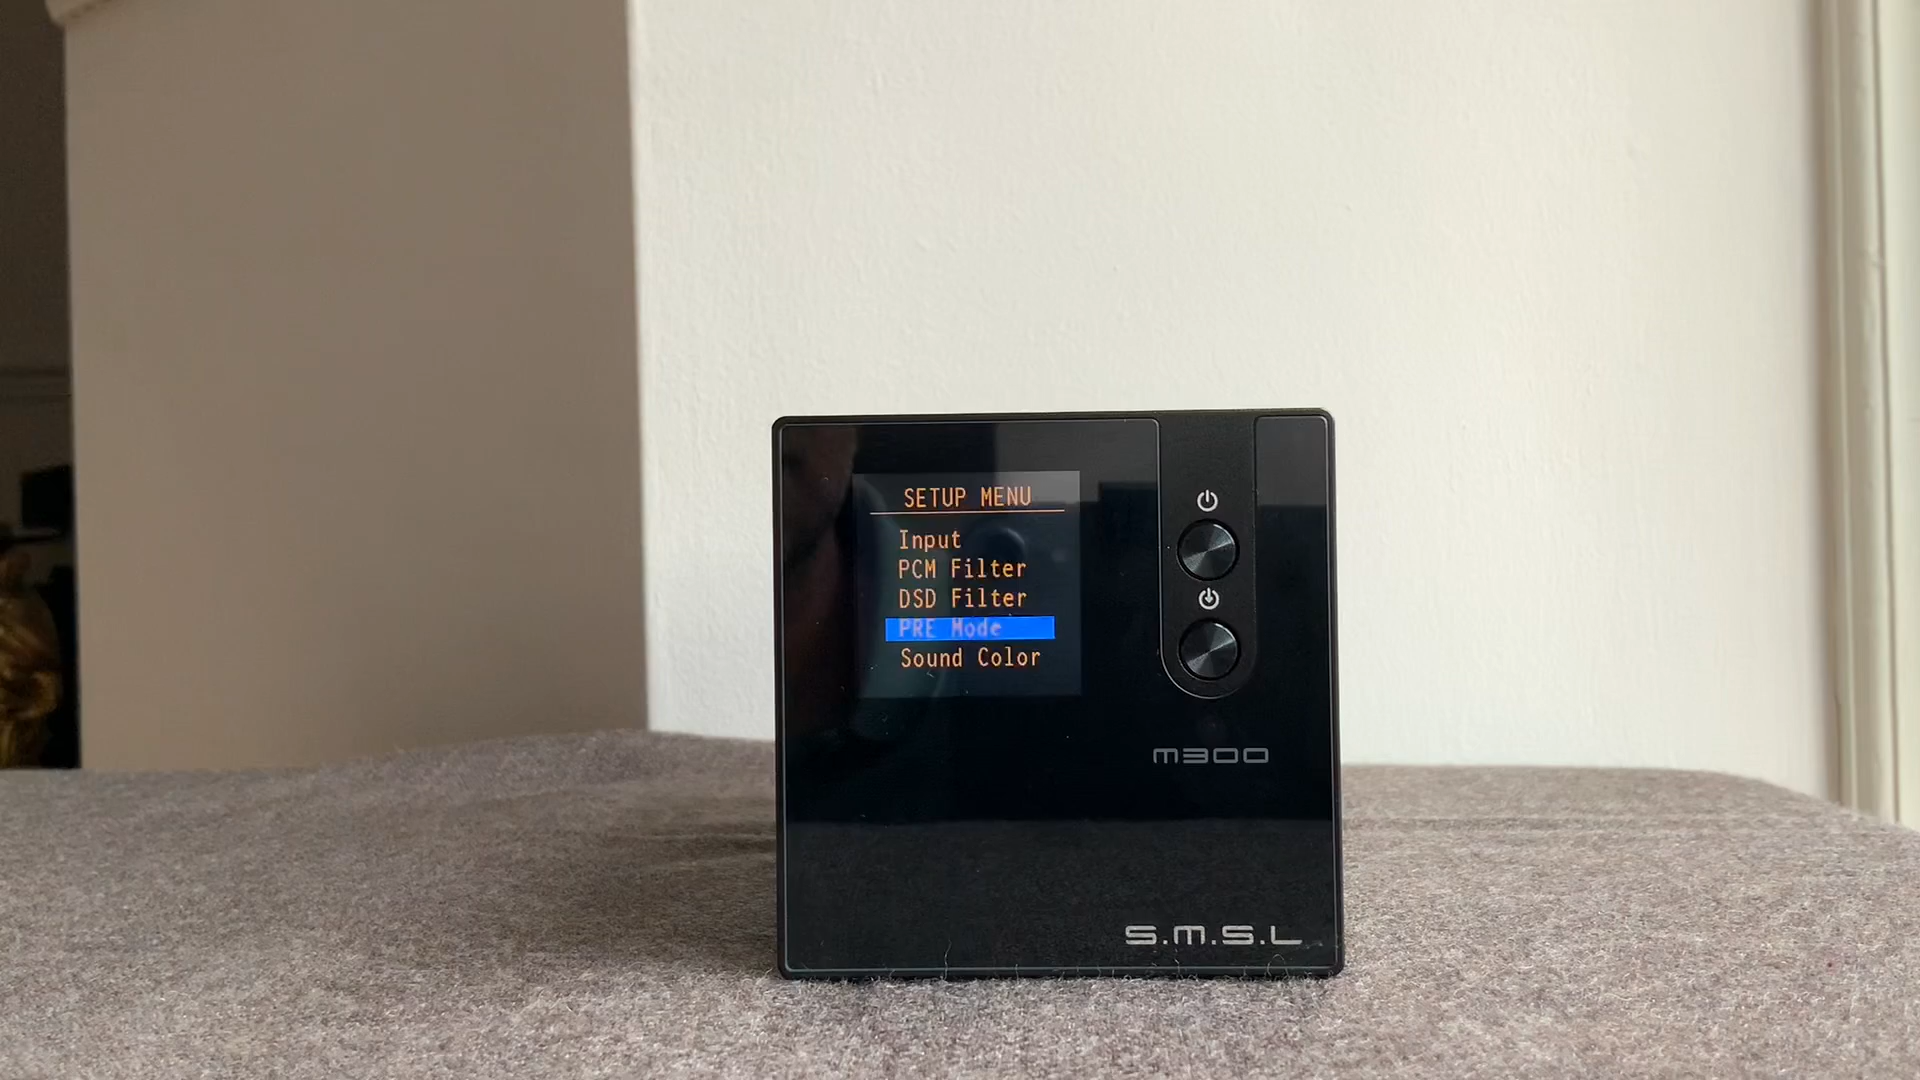 SETUP MENU
Input
PCM Filter
DSD Filter
PRE Mode
Sound Color
M300
S.M.S.L